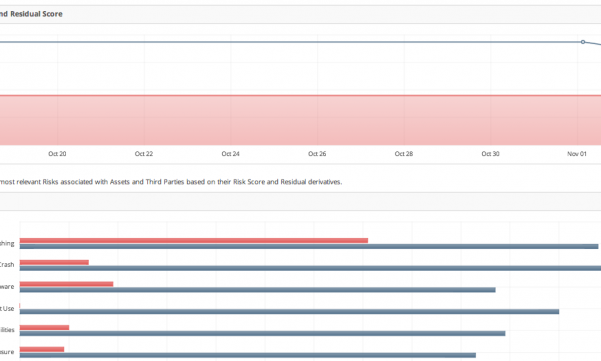 nd Residual Score
Oct 20 Oct 22 Oct 24 Oct 26 Oct 28 Oct 30 Nov 01
most relevant Risks associated with Assets and Third Parties based on their Risk Score and Residual derivatives.
shing
Crash
ware
t Use
ilities
sure